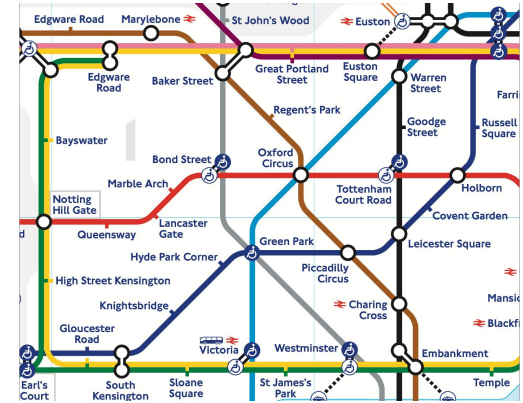 Edgware Road
Marylebone
St John's Wood
Euston
Edgware
Road
Baker Street
Great Portland
Street
Euston
Square
Warren
Street
Regent's Park
Goodge
Street
Russell
Square
Bayswater
Bond Street
Oxford
Circus
Marble Arch
Tottenham
Court Road
Holborn
Notting
Hill Gate
Queensway
Lancaster
Gate
Covent Garden
Green Park
Leicester Square
Hyde Park Corner
Piccadilly
Circus
High Street Kensington
Knightsbridge
Charing
Cross
Gloucester
Road
Victoria
Westminster
Embankment
Earl's
Court
South
Kensington
Sloane
Square
St James's
Park
Temple